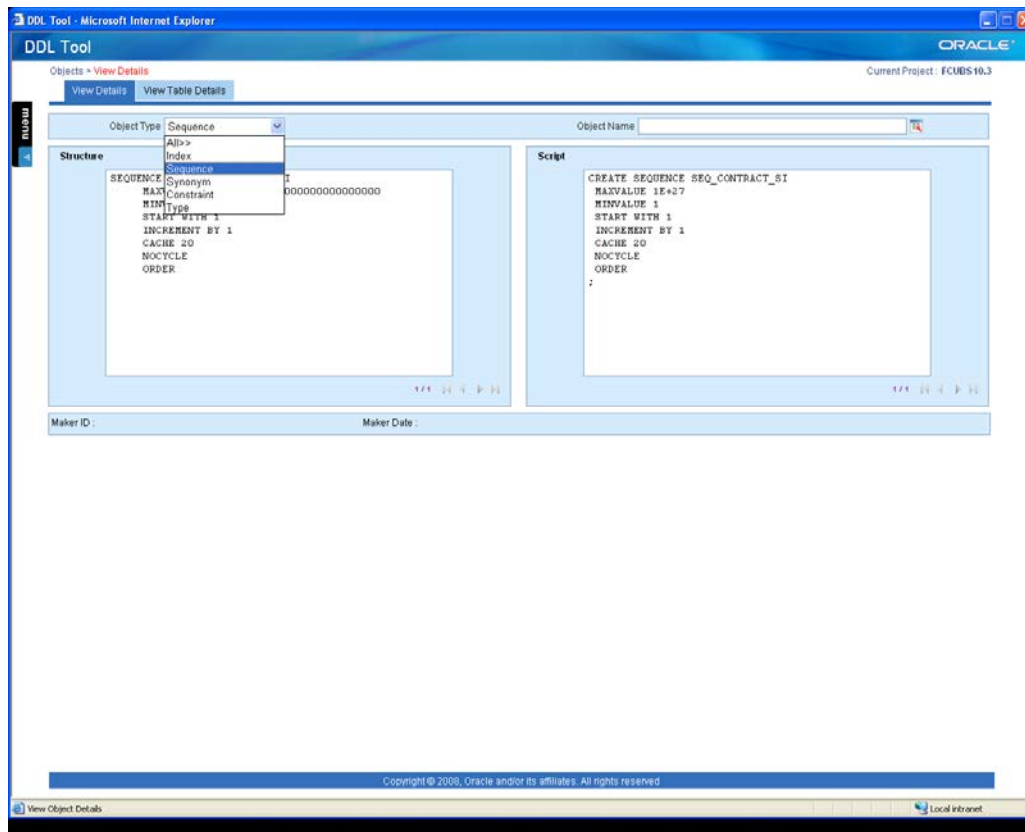 DDL Tool - Microsoft Internet Explorer
DDL Tool
ORACLE
Objects > View Details
Current Project : FCUBS10.3
View Details
View Table Details
menu
Object Type Sequence
Object Name
All>>
Index
Sequence
Synonym
Constraint
Type
Structure
SEQUENCE
START WITH 1
INCREMENT BY 1
CACHE 20
NOCYCLE
ORDER
1 / 1
Script
CREATE SEQUENCE SEQ_CONTRACT_SI
MAXVALUE 1E+27
MINVALUE 1
START WITH 1
INCREMENT BY 1
CACHE 20
NOCYCLE
ORDER
;
1 / 1
Maker ID :
Maker Date :
Copyright © 2008, Oracle and/or its affiliates. All rights reserved
View Object Details
Local intranet